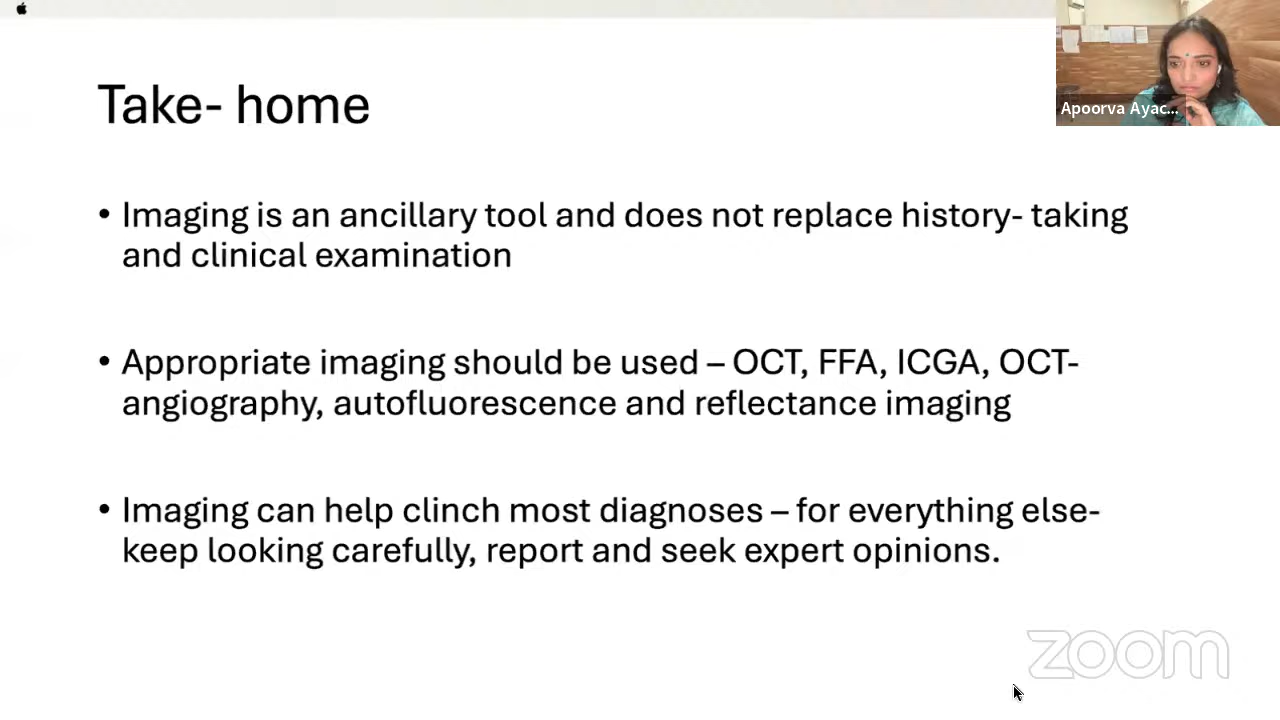 Take- home
Apoorva Ayac...
• Imaging is an ancillary tool and does not replace history- taking
and clinical examination
• Appropriate imaging should be used – OCT, FFA, ICGA, OCT-
angiography, autofluorescence and reflectance imaging
• Imaging can help clinch most diagnoses – for everything else-
keep looking carefully, report and seek expert opinions.
zoom